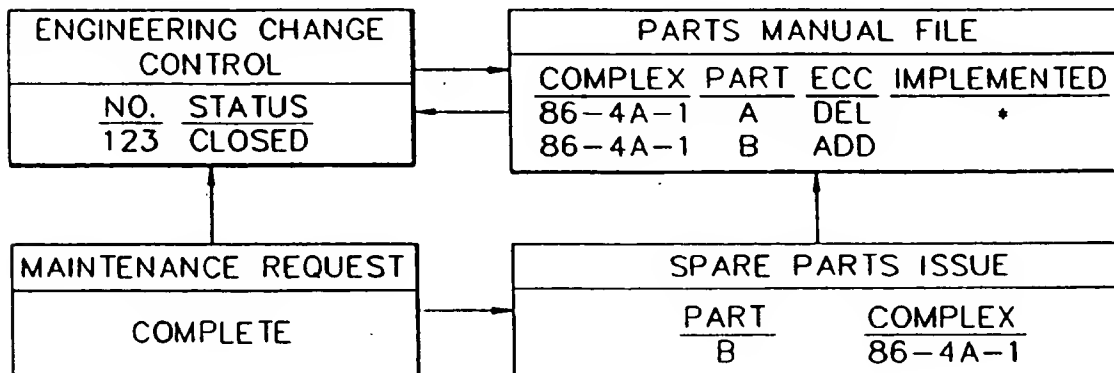 ENGINEERING CHANGE
CONTROL
NO. STATUS
123 CLOSED
PARTS MANUAL FILE
COMPLEX PART ECC IMPLEMENTED
86-4A-1 A DEL *
86-4A-1 B ADD
MAINTENANCE REQUEST
COMPLETE
SPARE PARTS ISSUE
PART COMPLEX
B 86-4A-1